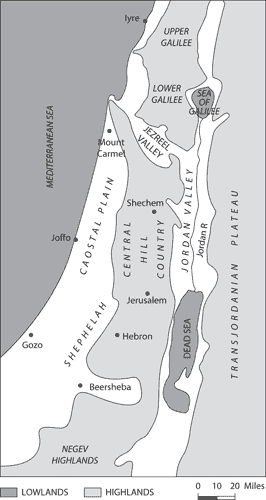 Iyre
UPPER
GALILEE
LOWER
GALILEE
SEA
OF
GALILEE
MEDITERRANEAN SEA
JEZREEL
VALLEY
Mount
Carmel
CAOSTAL PLAIN
Shechem
JORDAN VALLEY
Jordan R
TRANSJORDANIAN PLATEAU
Joffo
CENTRAL
HILL
COUNTRY
Jerusalem
DEAD SEA
SHEPHELAH
Gozo
Hebron
Beersheba
NEGEV
HIGHLANDS
LOWLANDS
HIGHLANDS
0 10 20 Miles